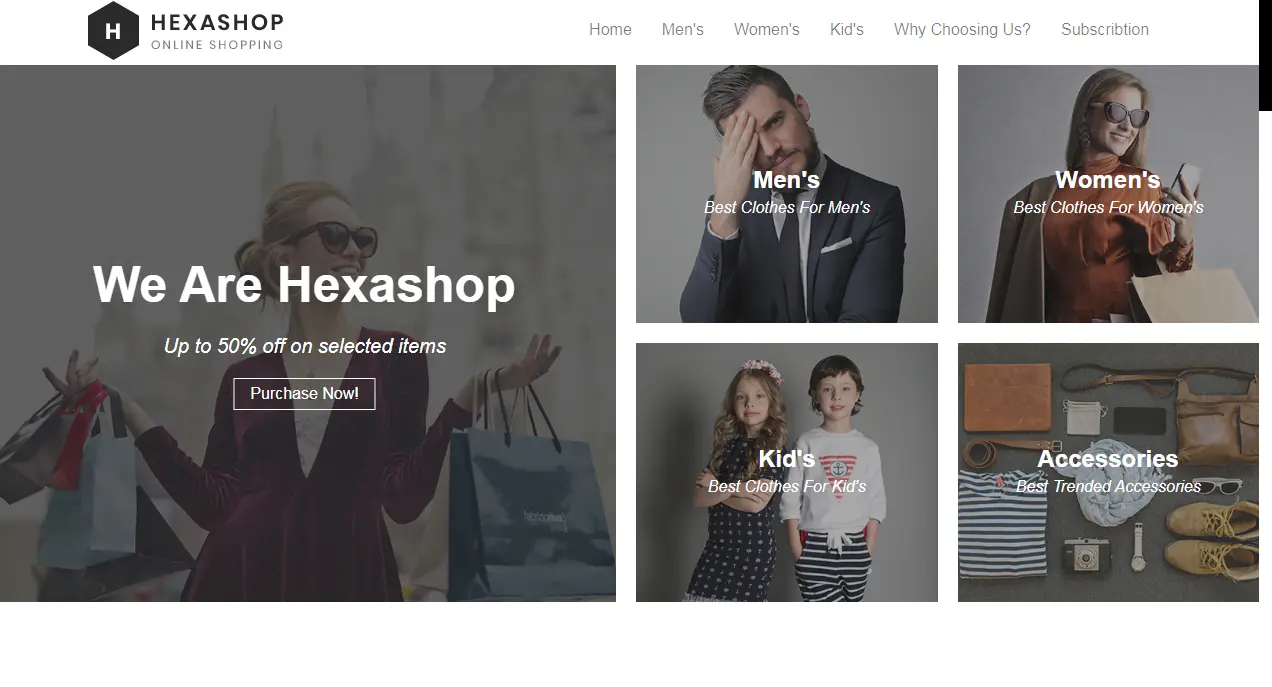 H
HEXASHOP
ONLINE SHOPPING
Home Men's Women's Kid's Why Choosing Us? Subscribtion
We Are Hexashop
Up to 50% off on selected items
Purchase Now!
Men's
Best Clothes For Men's
Women's
Best Clothes For Women's
Kid's
Best Clothes For Kid's
Accessories
Best Trended Accessories